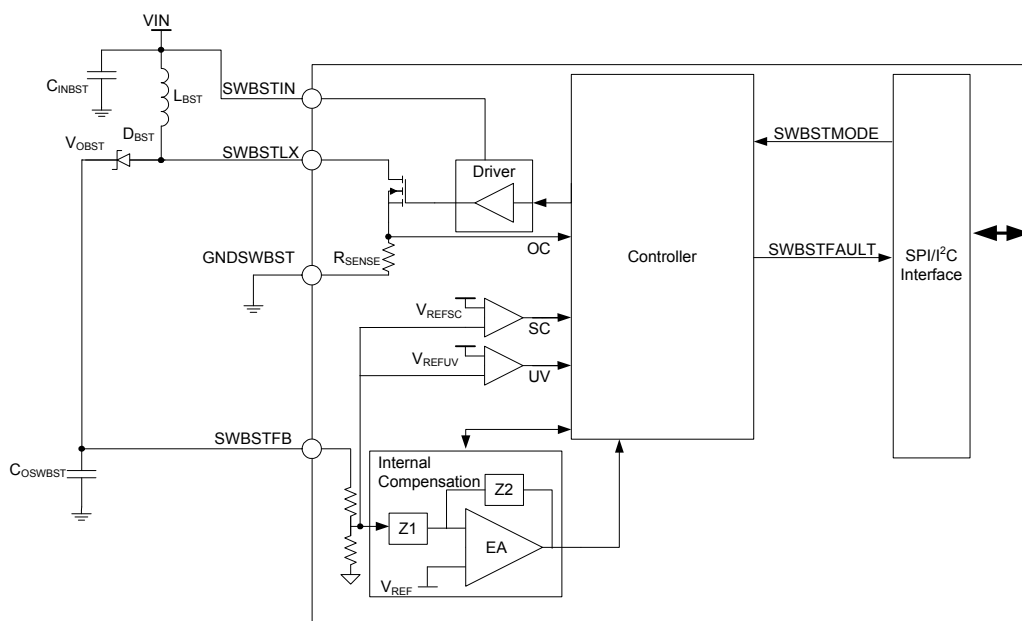 VIN
CINBST
LBST
SWBSTIN
DBST
VOBST
SWBSTLX
Driver
SWBSTMODE
OC
GNDSWBST
RSENSE
Controller
SWBSTFAULT
SPI/I²C
Interface
VREFSC
SC
VREFUV
UV
SWBSTFB
COSWBST
Internal
Compensation
Z2
Z1
EA
VREF